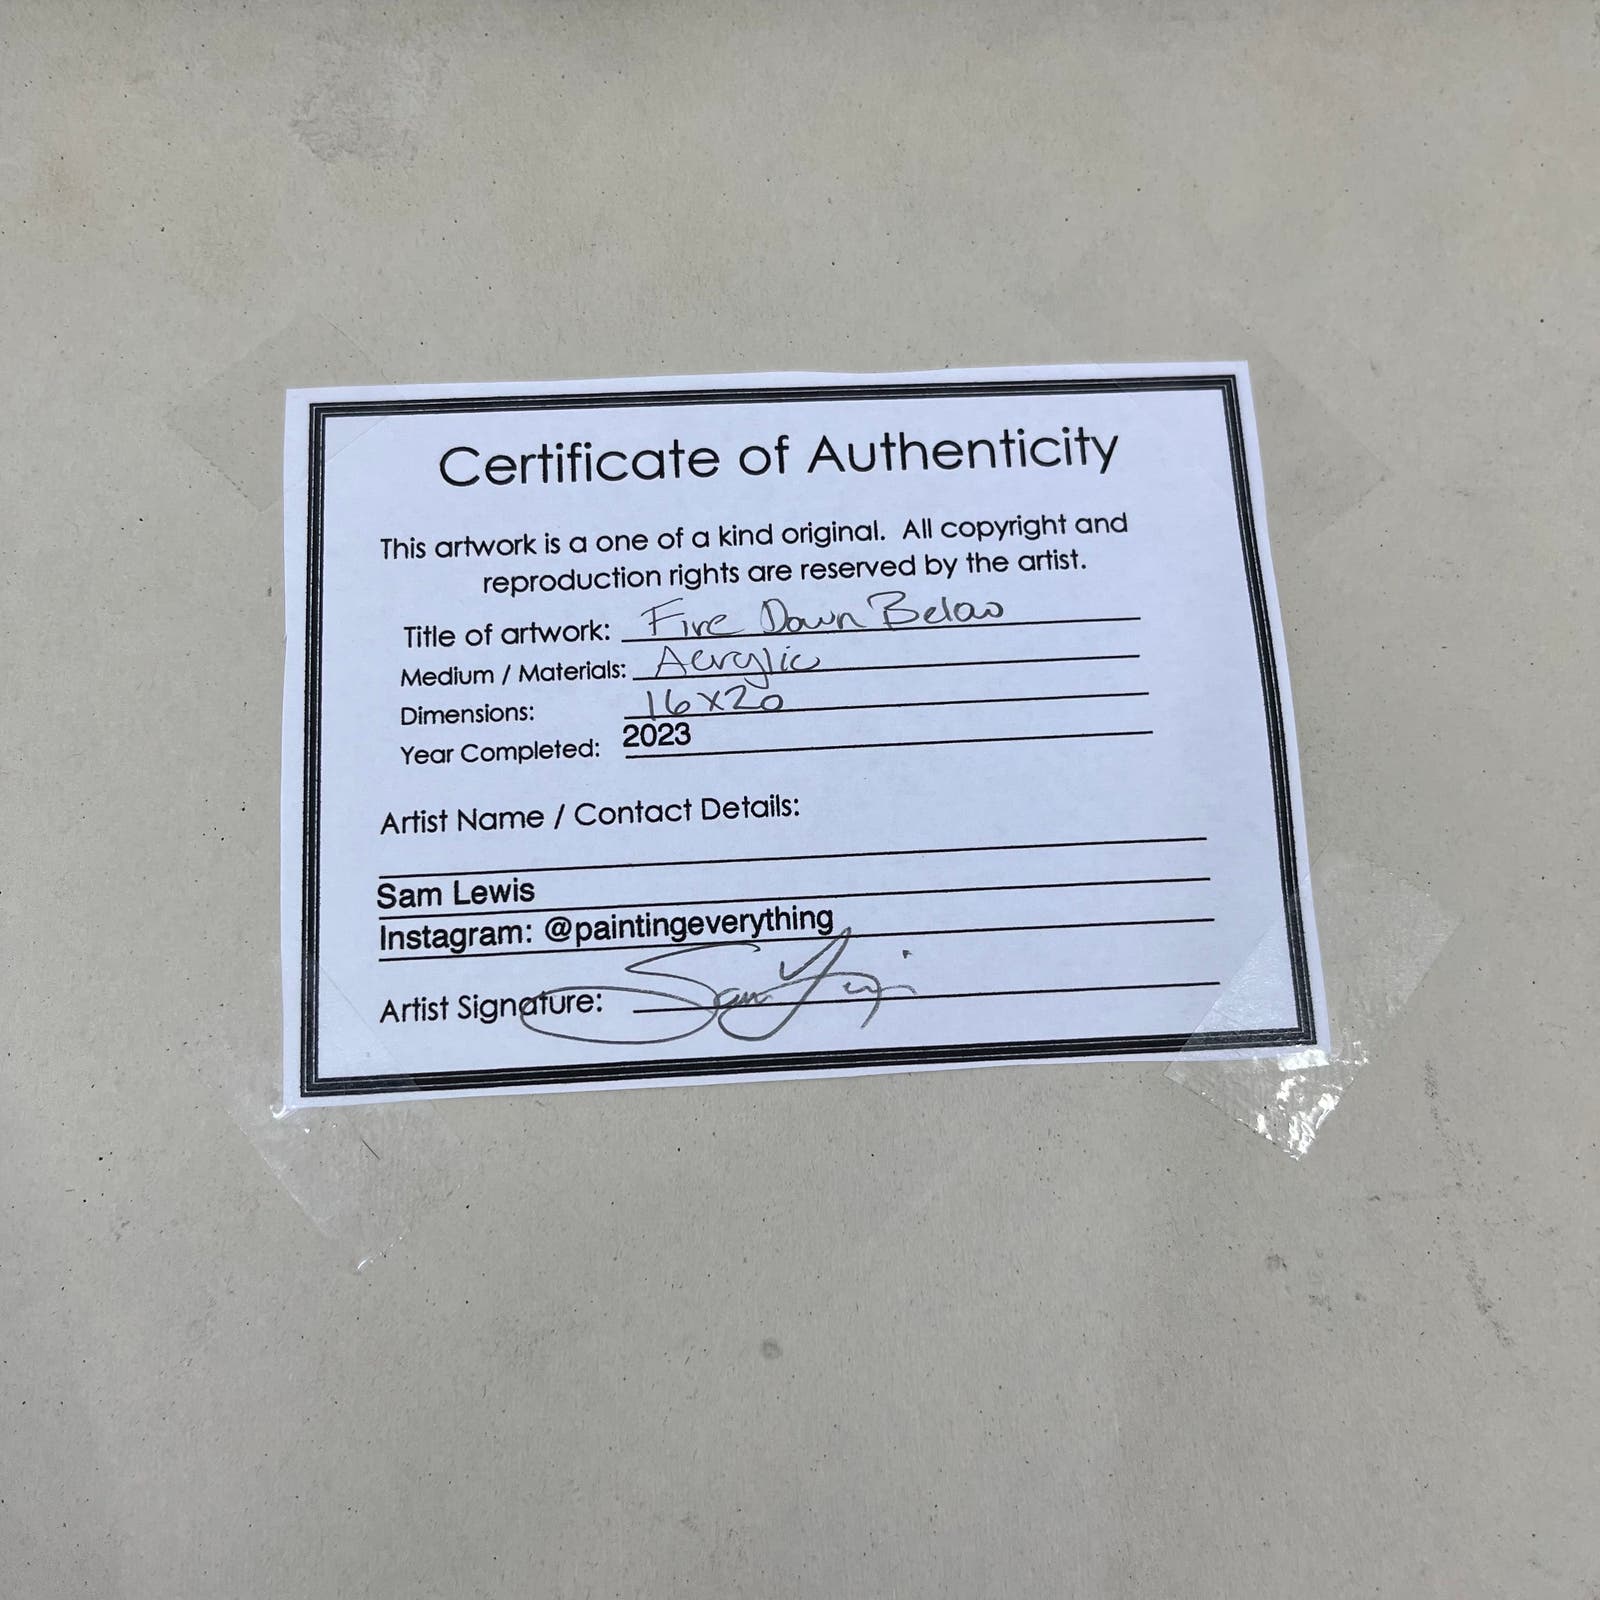 Certificate of Authenticity
This artwork is a one of a kind original.  All copyright and
reproduction rights are reserved by the artist.
Title of artwork: Fire Down Below
Medium / Materials: Acrylic
Dimensions: 16x20
Year Completed: 2023
Artist Name / Contact Details:
Sam Lewis
Instagram: @paintingeverything
Artist Signature: Sam Lewis